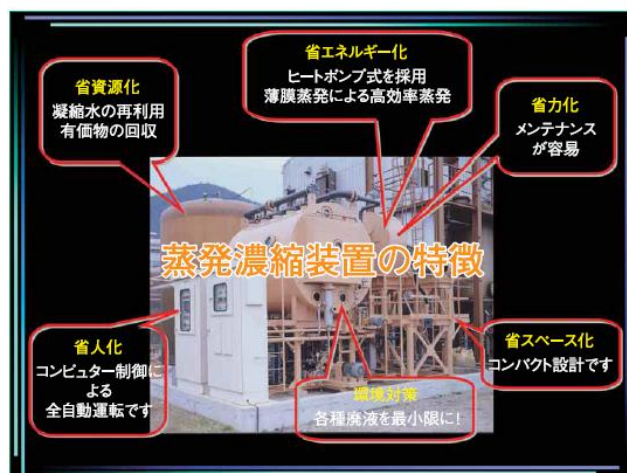 省エネルギー化
ヒートポンプ式を採用
薄膜蒸発による高効率蒸発
省資源化
凝縮水の再利用
有価物の回収
省力化
メンテナンス
が容易
蒸発濃縮装置の特徴
省人化
コンピュター制御に
よる
全自動運転です
環境対策
各種廃液を最小限に!
省スペース化
コンパクト設計です